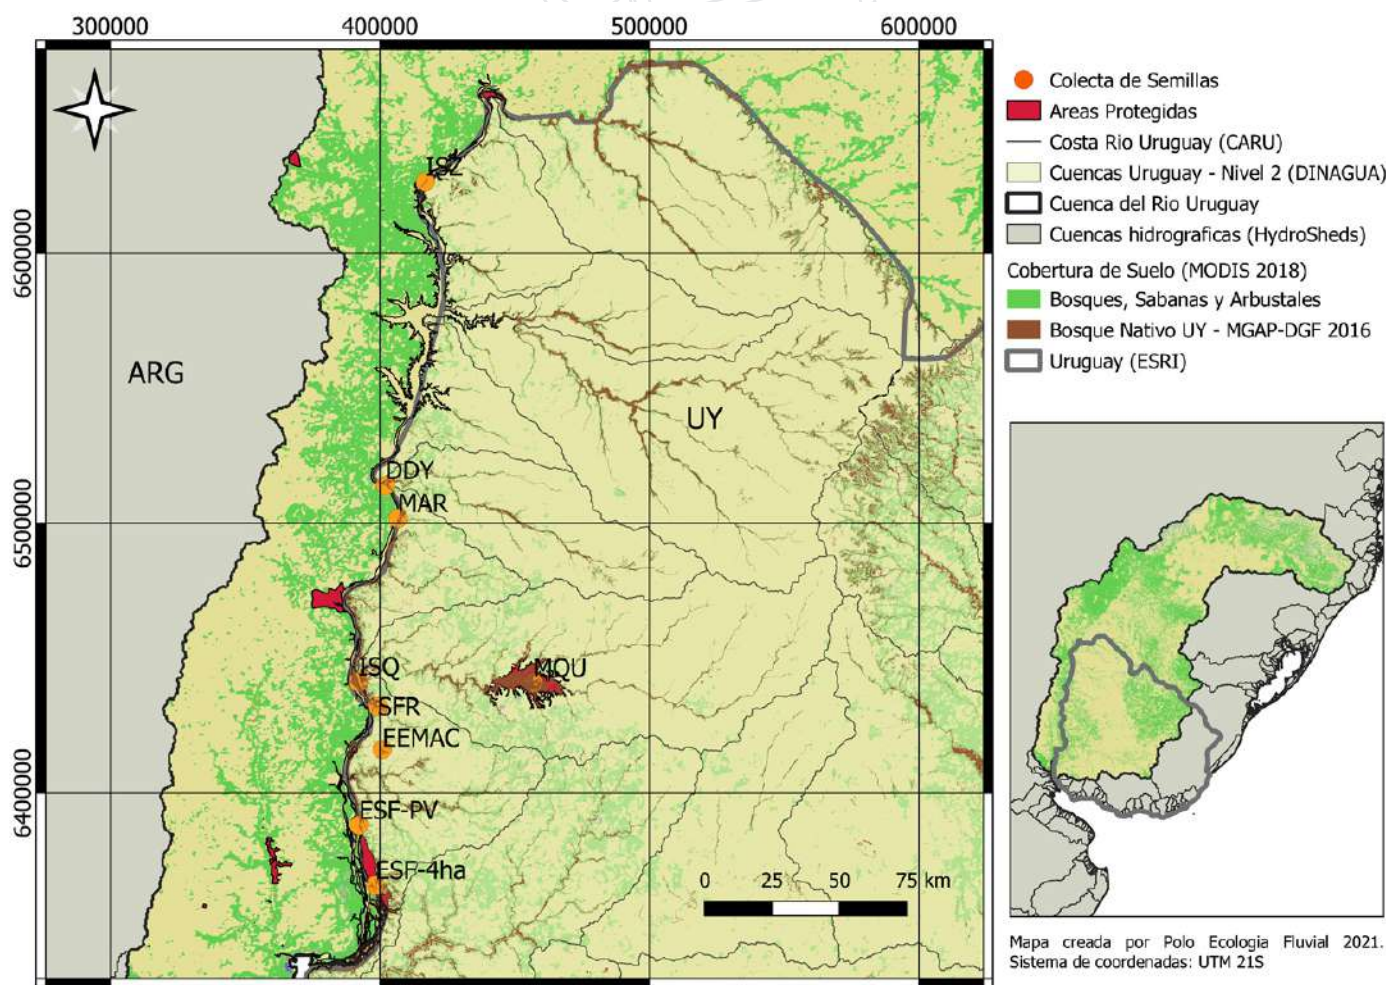 300000 400000 500000 600000
6600000
6500000
6400000
ARG
UY
ISZ
DDY
MAR
ISQ
MQU
SFR
EEMAC
ESF-PV
ESF-4ha
0 25 50 75 km
Colecta de Semillas
Areas Protegidas
Costa Rio Uruguay (CARU)
Cuencas Uruguay - Nivel 2 (DINAGUA)
Cuenca del Rio Uruguay
Cuencas hidrograficas (HydroSheds)
Cobertura de Suelo (MODIS 2018)
Bosques, Sabanas y Arbustales
Bosque Nativo UY - MGAP-DGF 2016
Uruguay (ESRI)
Mapa creada por Polo Ecologia Fluvial 2021.
Sistema de coordenadas: UTM 21S